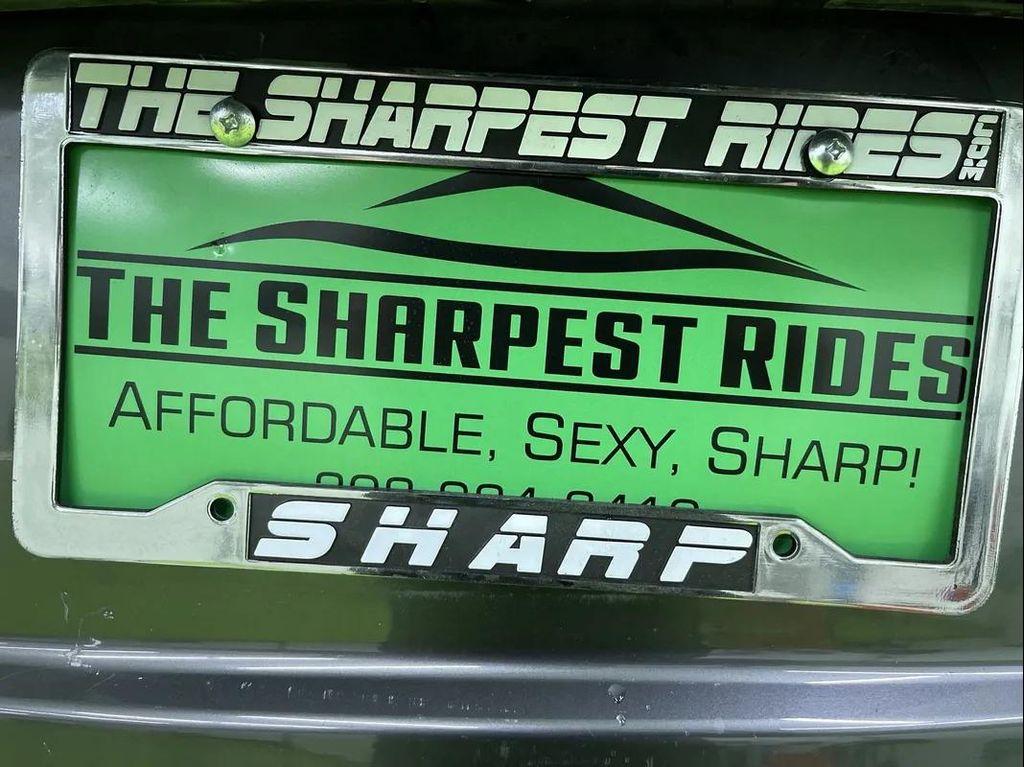 THE SHARPEST RIDES.COM
THE SHARPEST RIDES
AFFORDABLE, SEXY, SHARP!
SHARP